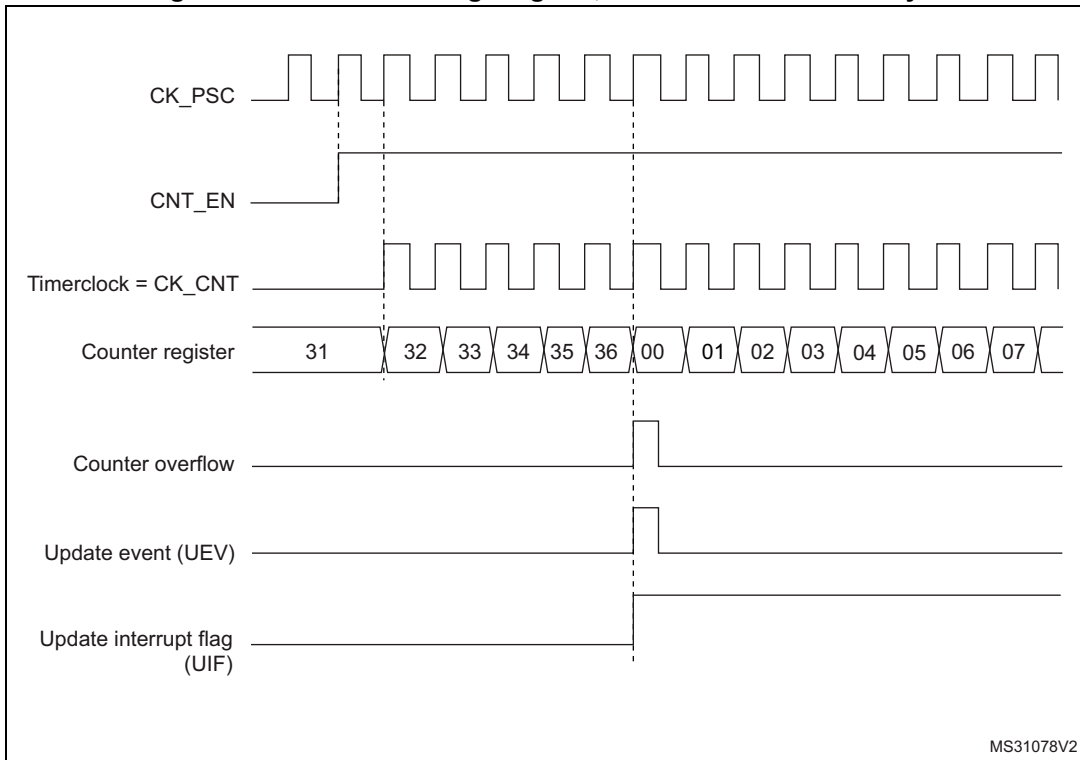 CK_PSC
CNT_EN
Timerclock = CK_CNT
Counter register 31 32 33 34 35 36 00 01 02 03 04 05 06 07
Counter overflow
Update event (UEV)
Update interrupt flag
(UIF)
MS31078V2